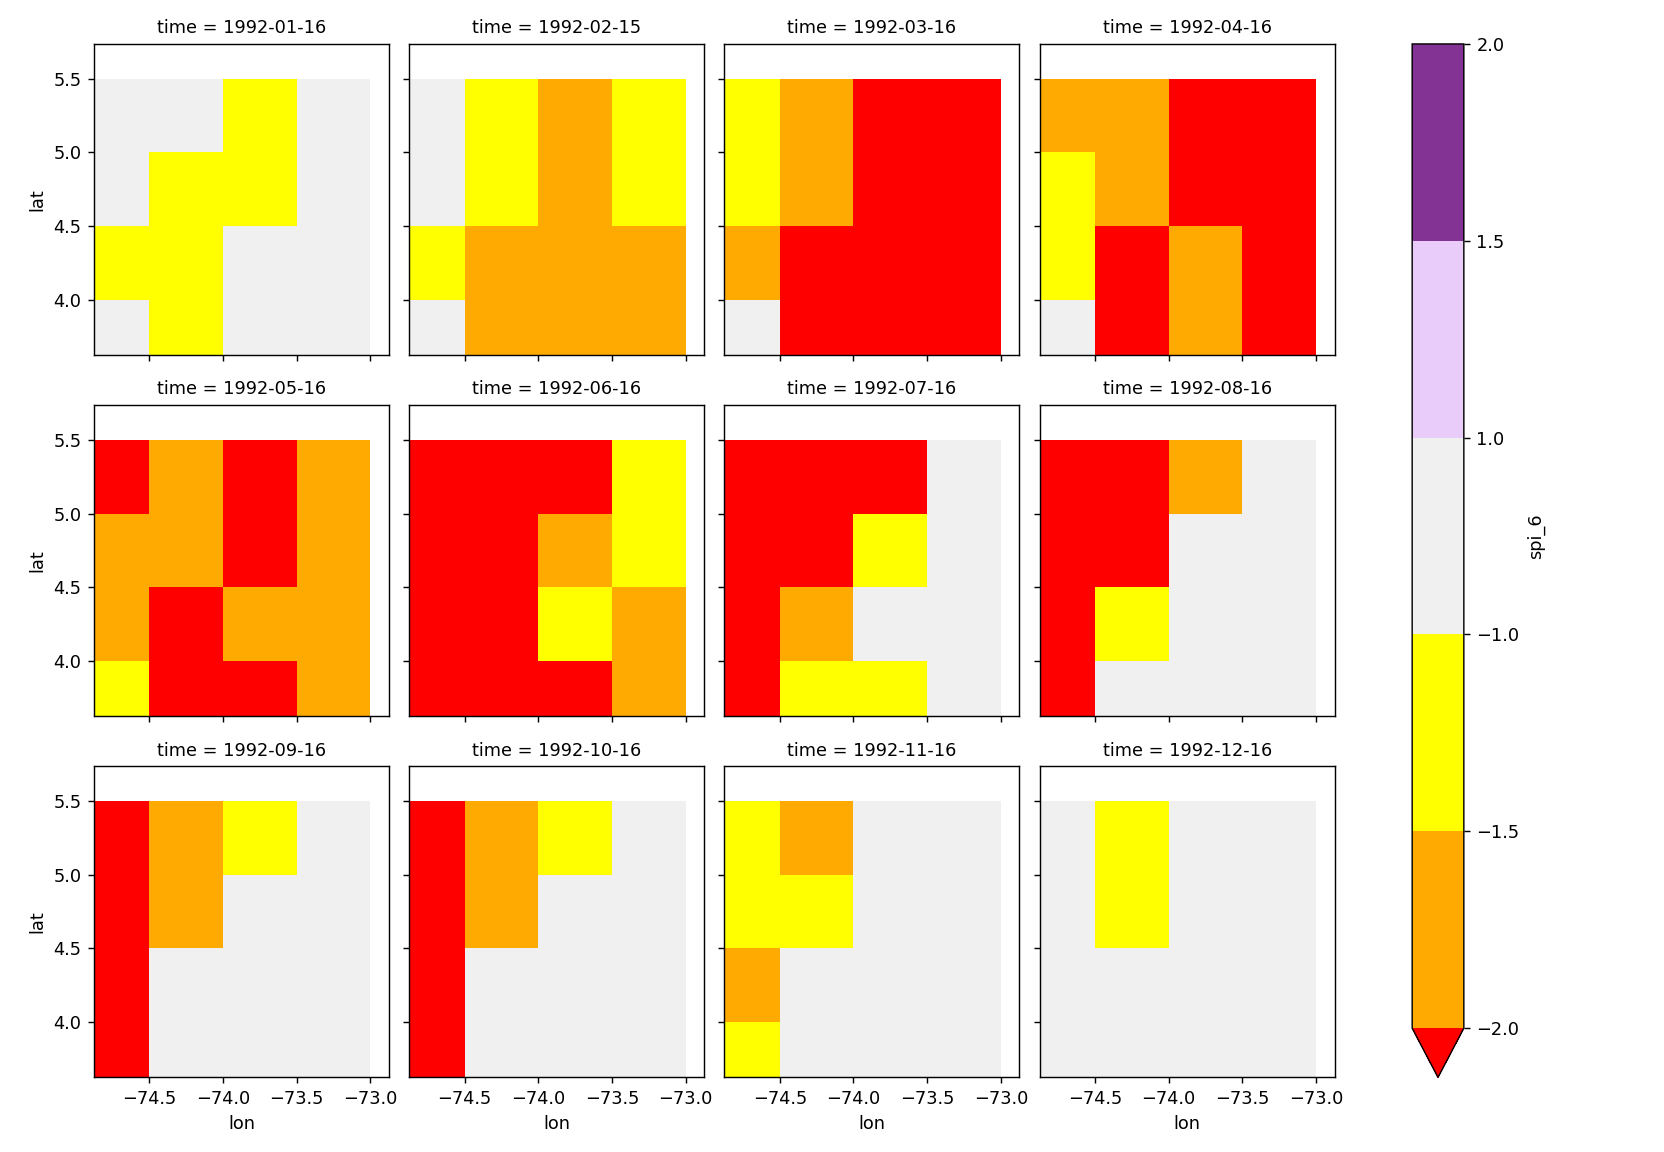 time = 1992-01-16
time = 1992-02-15
time = 1992-03-16
time = 1992-04-16
5.5
5.0
4.5
4.0
lat
time = 1992-05-16
time = 1992-06-16
time = 1992-07-16
time = 1992-08-16
5.5
5.0
4.5
4.0
lat
time = 1992-09-16
time = 1992-10-16
time = 1992-11-16
time = 1992-12-16
5.5
5.0
4.5
4.0
lat
−74.5 −74.0 −73.5 −73.0
lon
−74.5 −74.0 −73.5 −73.0
lon
−74.5 −74.0 −73.5 −73.0
lon
−74.5 −74.0 −73.5 −73.0
lon
2.0
1.5
1.0
−1.0
−1.5
−2.0
spi_6